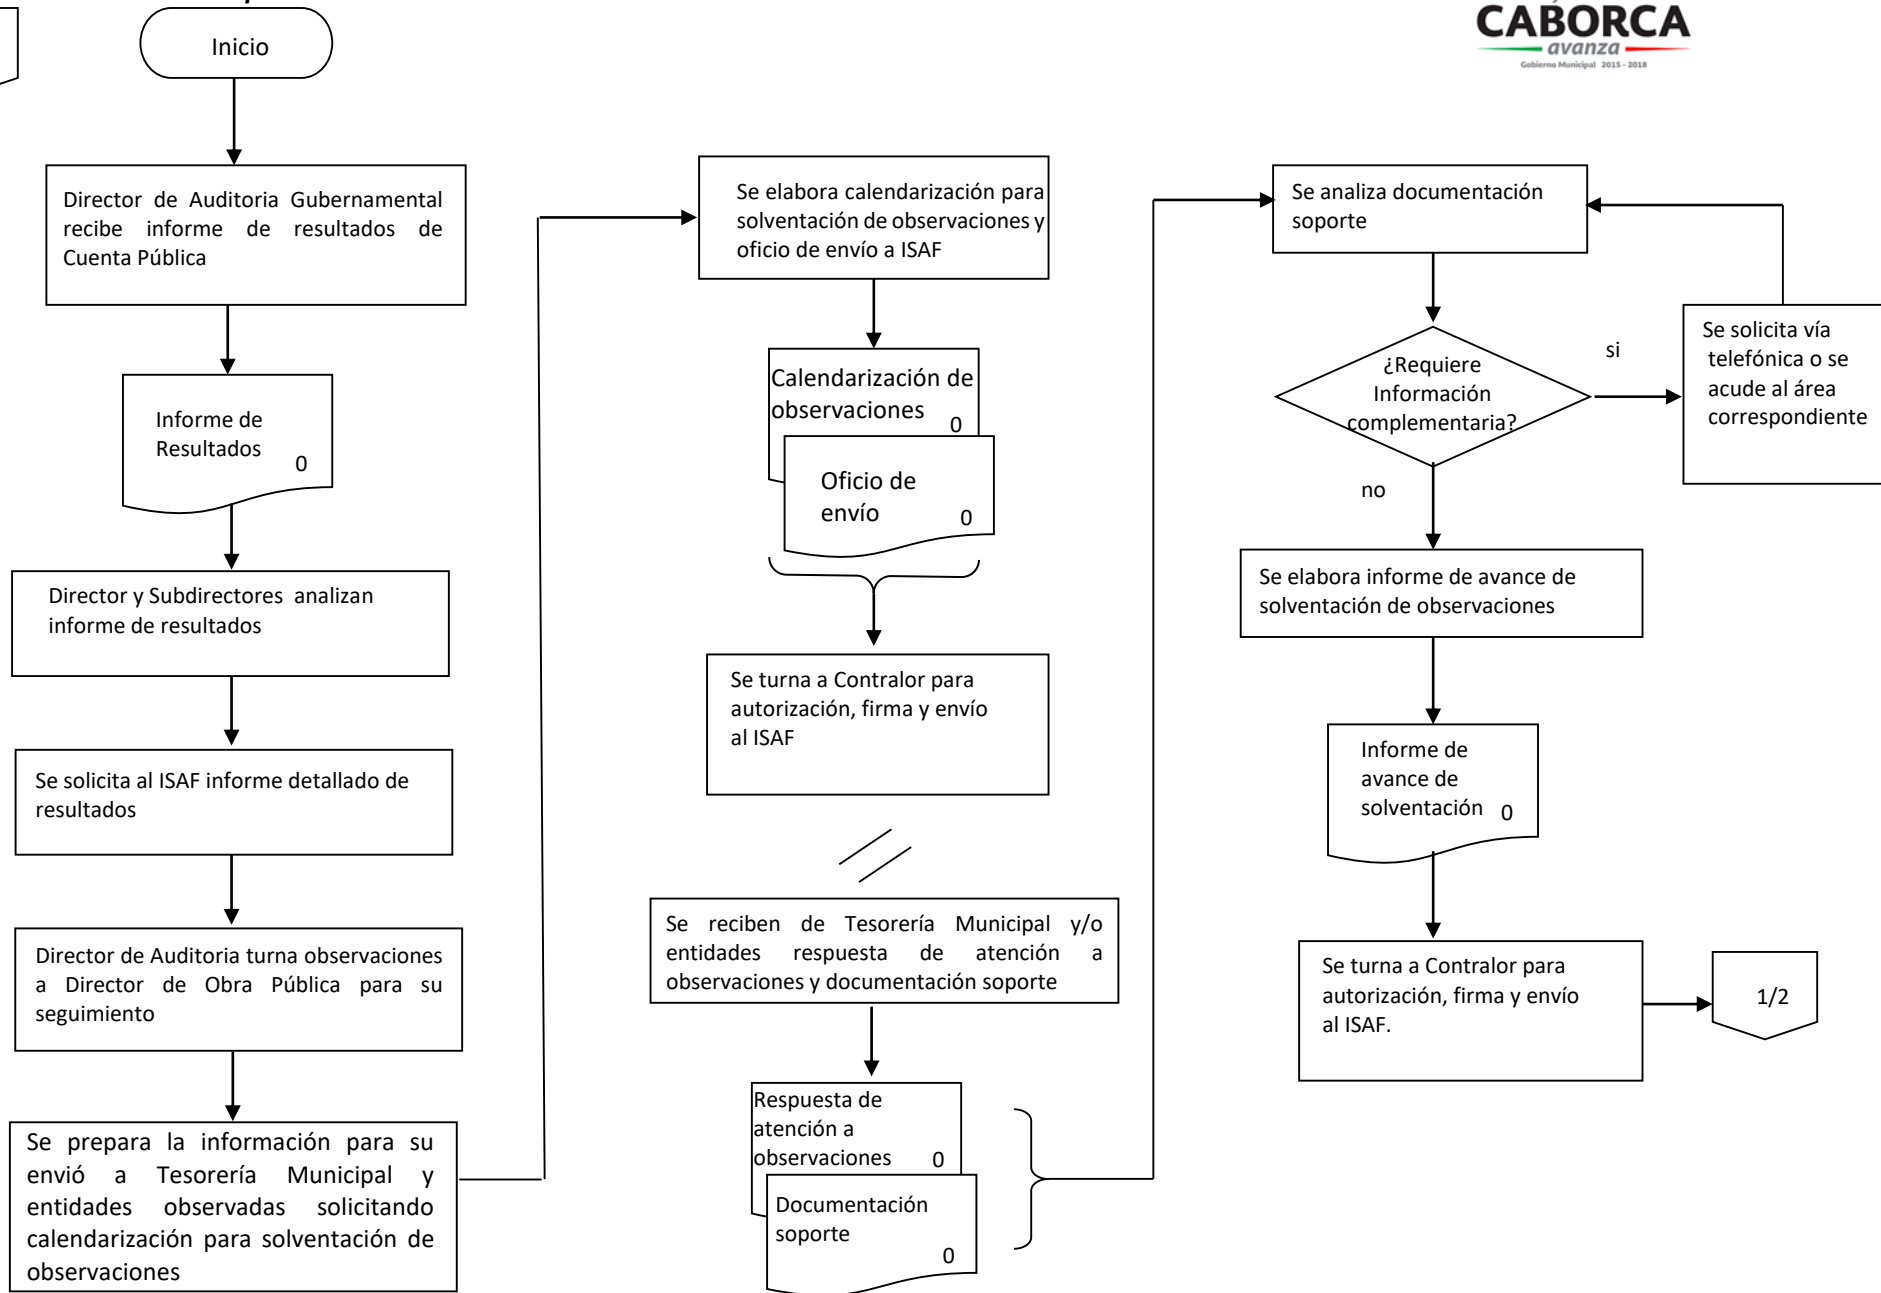 CABORCA
avanza
Gobierno Municipal 2015 - 2018
Inicio
Director de Auditoria Gubernamental
recibe informe de resultados de
Cuenta Pública
Informe de
Resultados
0
Director y Subdirectores analizan
informe de resultados
Se solicita al ISAF informe detallado de
resultados
Director de Auditoria turna observaciones
a Director de Obra Pública para su
seguimiento
Se prepara la información para su
envió a Tesorería Municipal y
entidades observadas solicitando
calendarización para solventación de
observaciones
Se elabora calendarización para
solventación de observaciones y
oficio de envío a ISAF
Calendarización de
observaciones
0
Oficio de
envío
0
Se turna a Contralor para
autorización, firma y envío
al ISAF
Se reciben de Tesorería Municipal y/o
entidades respuesta de atención a
observaciones y documentación soporte
Respuesta de
atención a
observaciones
0
Documentación
soporte
0
Se analiza documentación
soporte
¿Requiere
Información
complementaria?
si
Se solicita vía
telefónica o se
acude al área
correspondiente
no
Se elabora informe de avance de
solventación de observaciones
Informe de
avance de
solventación
0
Se turna a Contralor para
autorización, firma y envío
al ISAF.
1/2